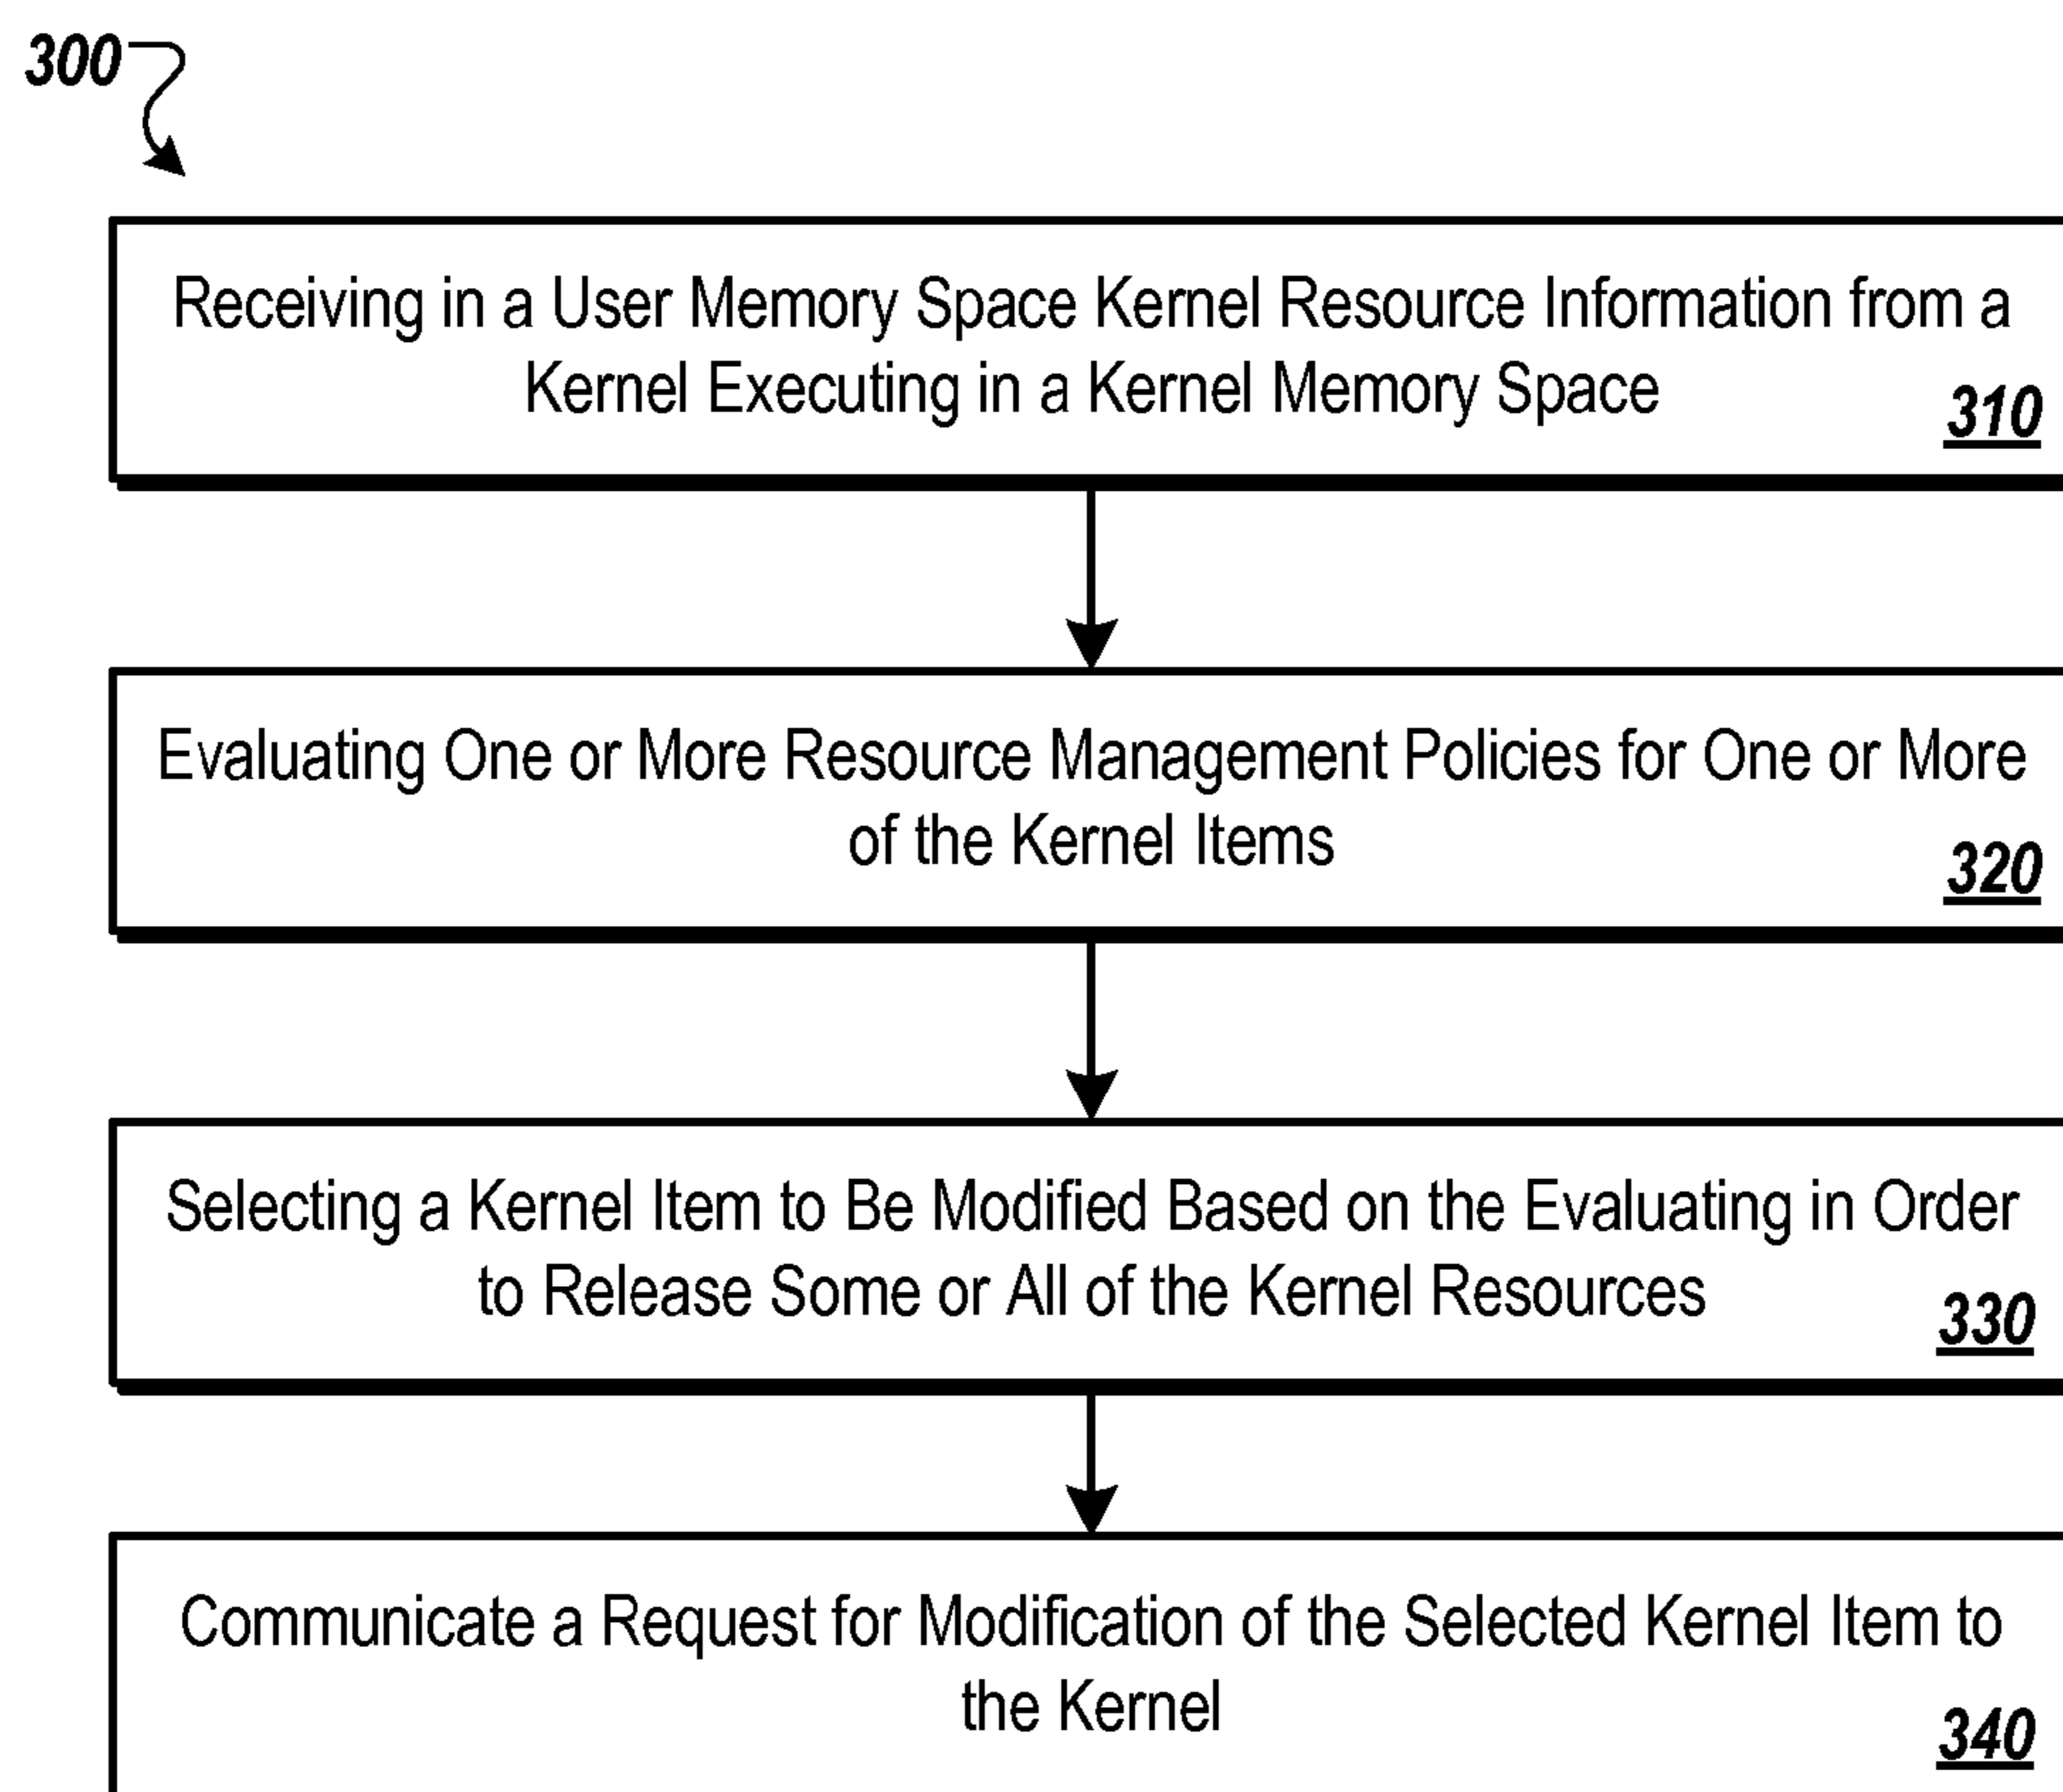 300
Receiving in a User Memory Space Kernel Resource Information from a
Kernel Executing in a Kernel Memory Space
310
Evaluating One or More Resource Management Policies for One or More
of the Kernel Items
320
Selecting a Kernel Item to Be Modified Based on the Evaluating in Order
to Release Some or All of the Kernel Resources
330
Communicate a Request for Modification of the Selected Kernel Item to
the Kernel
340